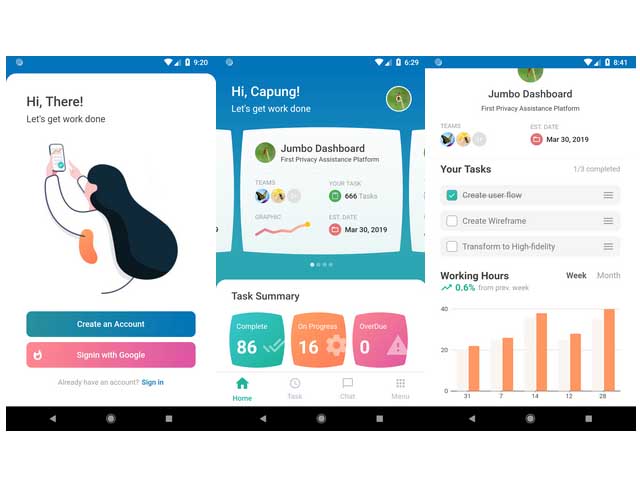 9:20
Hi, There!
Let's get work done
Create an Account
Signin with Google
Already have an account? Sign in
6:29
Hi, Capung!
Let's get work done
Jumbo Dashboard
First Privacy Assistance Platform
TEAMS
YOUR TASK
666 Tasks
GRAPHIC
EST. DATE
Mar 30, 2019
Task Summary
Complete
On Progress
OverDue
86
16
0
Home
Task
Chat
Menu
8:41
Jumbo Dashboard
First Privacy Assistance Platform
TEAMS
EST. DATE
Mar 30, 2019
Your Tasks
1/3 completed
Create user flow
Create Wireframe
Transform to High-fidelity
Working Hours
Week
Month
0.6% from prev. week
40
20
0
31
7
14
12
28